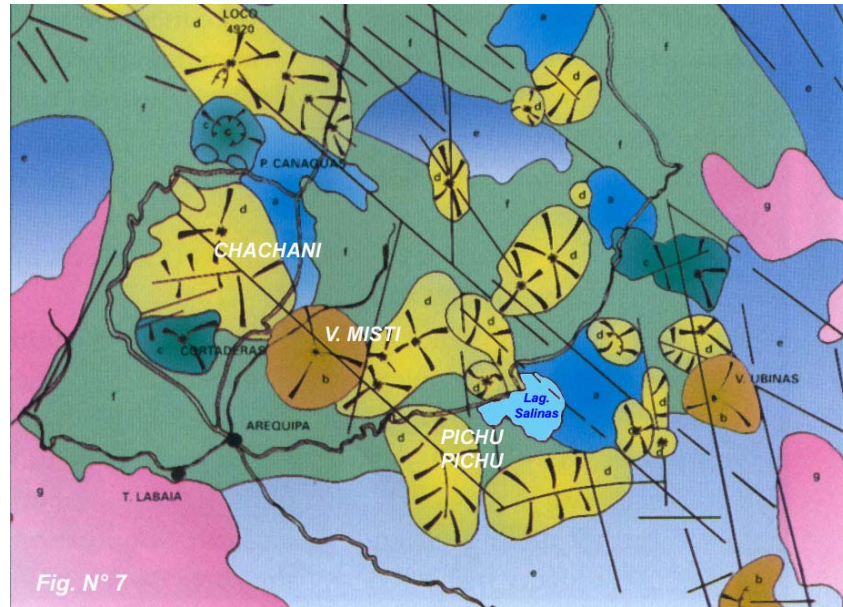 LOCO
4920
d
a
f
f
f
d
d
e
e
c
c
P. CANAGUAS
f
e
d
d
a
a
g
d
f
f
CHACHANI
d
c
V. MISTI
d
d
c
CORTADERAS
b
d
d
V. UBINAS
a
Lag.
Salinas
b
f
AREQUIPA
d
PICHU
PICHU
d
d
d
g
T. LABAIA
g
e
b
Fig. N° 7